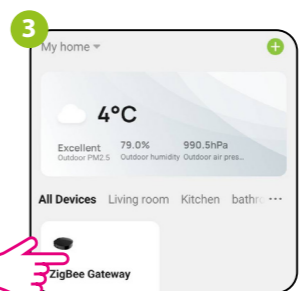 3
My home
4°C
Excellent 79.0% 990.5hPa
Outdoor PM2.5 Outdoor humidity Outdoor air pres...
All Devices Living room Kitchen bathr ...
ZigBee Gateway